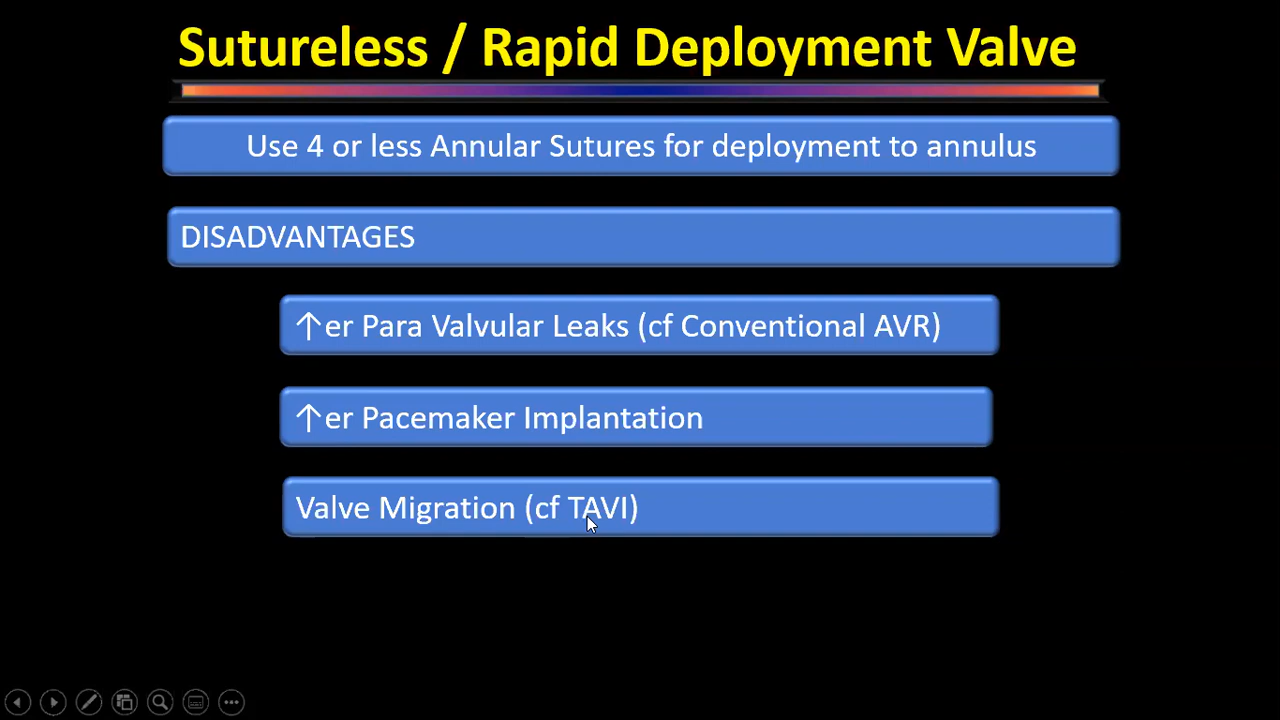 Sutureless / Rapid Deployment Valve
Use 4 or less Annular Sutures for deployment to annulus
DISADVANTAGES
↑er Para Valvular Leaks (cf Conventional AVR)
↑er Pacemaker Implantation
Valve Migration (cf TAVI)